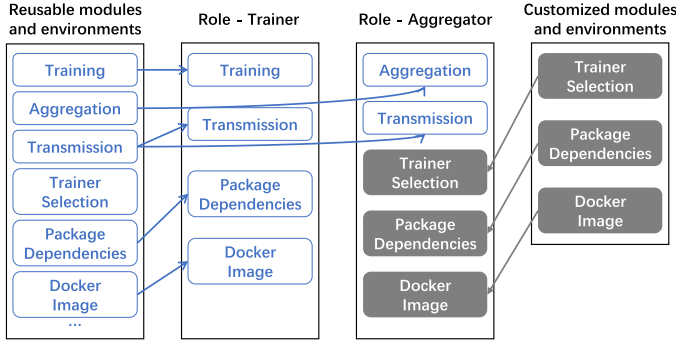 Reusable modules
and environments
Training
Aggregation
Transmission
Trainer
Selection
Package
Dependencies
Docker
Image
...
Role - Trainer
Training
Transmission
Package
Dependencies
Docker
Image
Role - Aggregator
Aggregation
Transmission
Trainer
Selection
Package
Dependencies
Docker
Image
Customized modules
and environments
Trainer
Selection
Package
Dependencies
Docker
Image